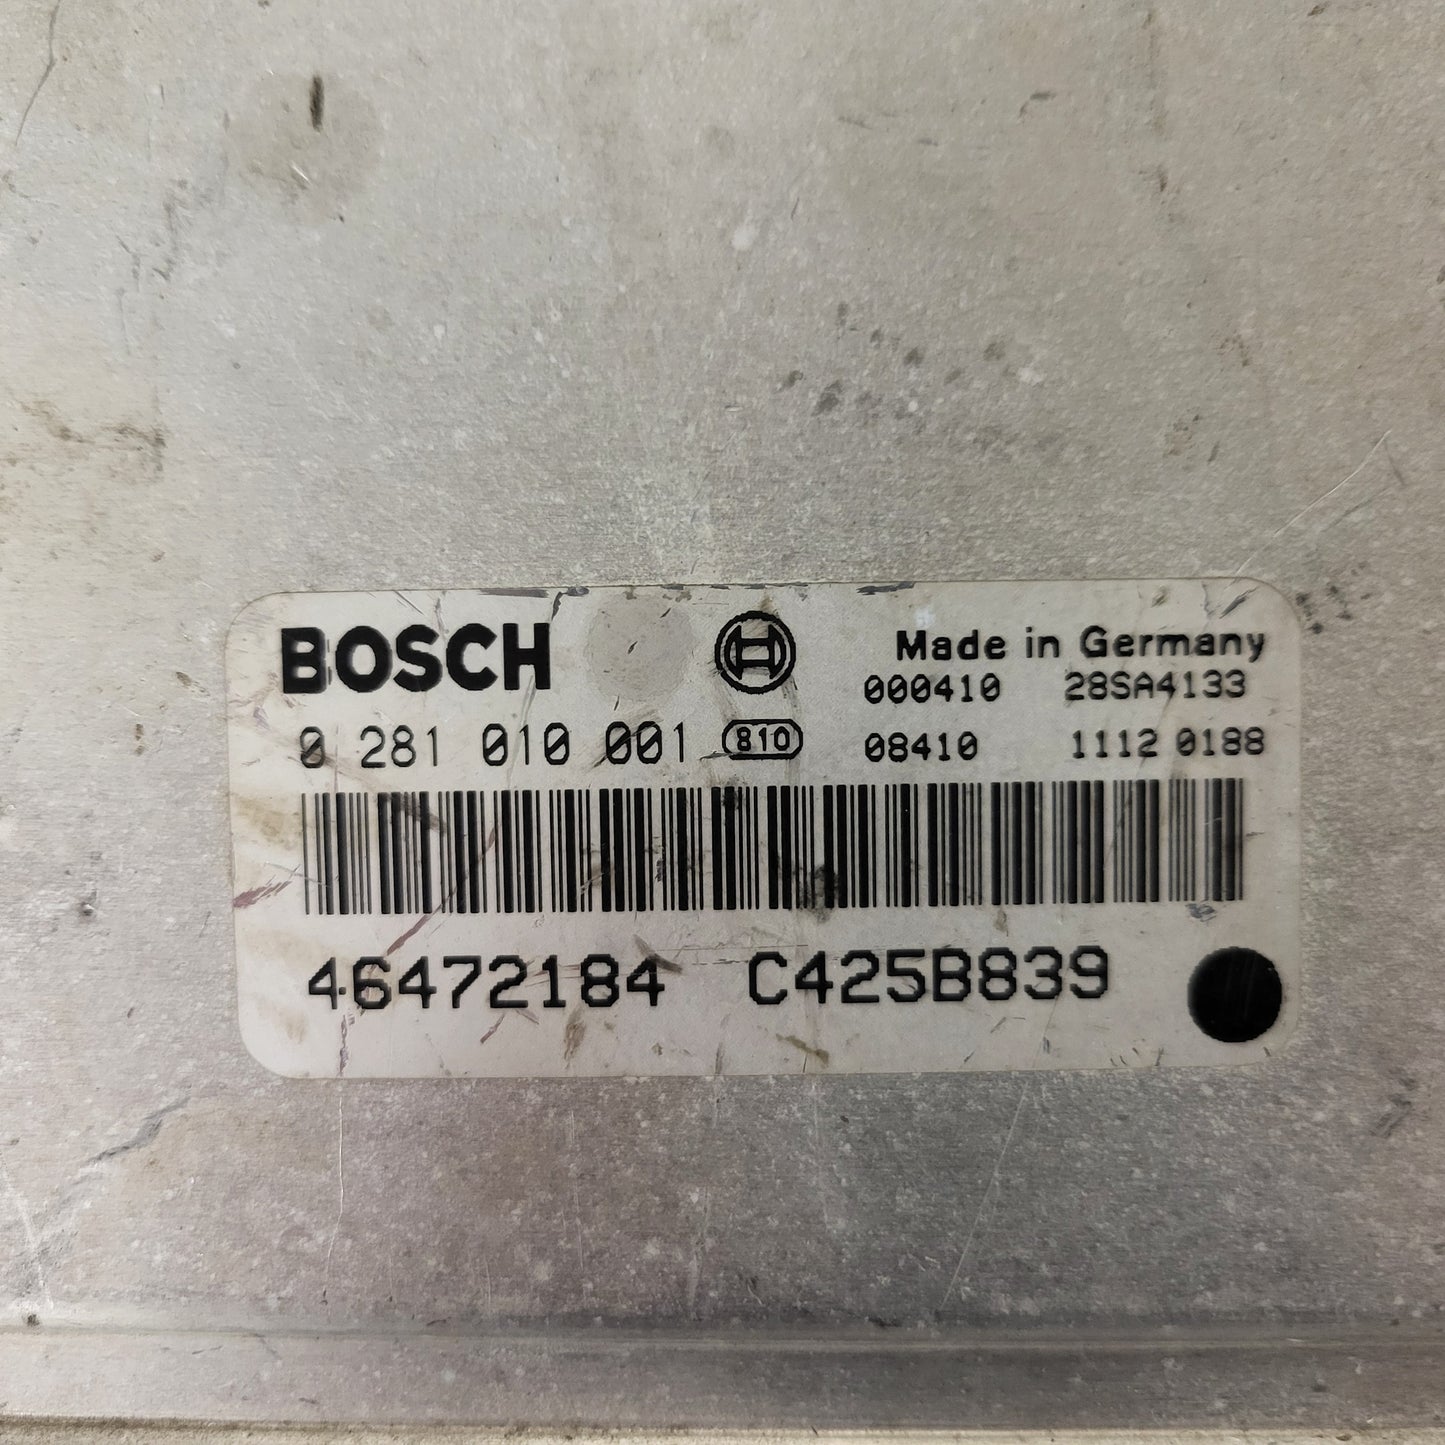 BOSCH Made in Germany
000410 28SA4133
0 281 010 001 810 08410 1112 0188
46472184 C425B839